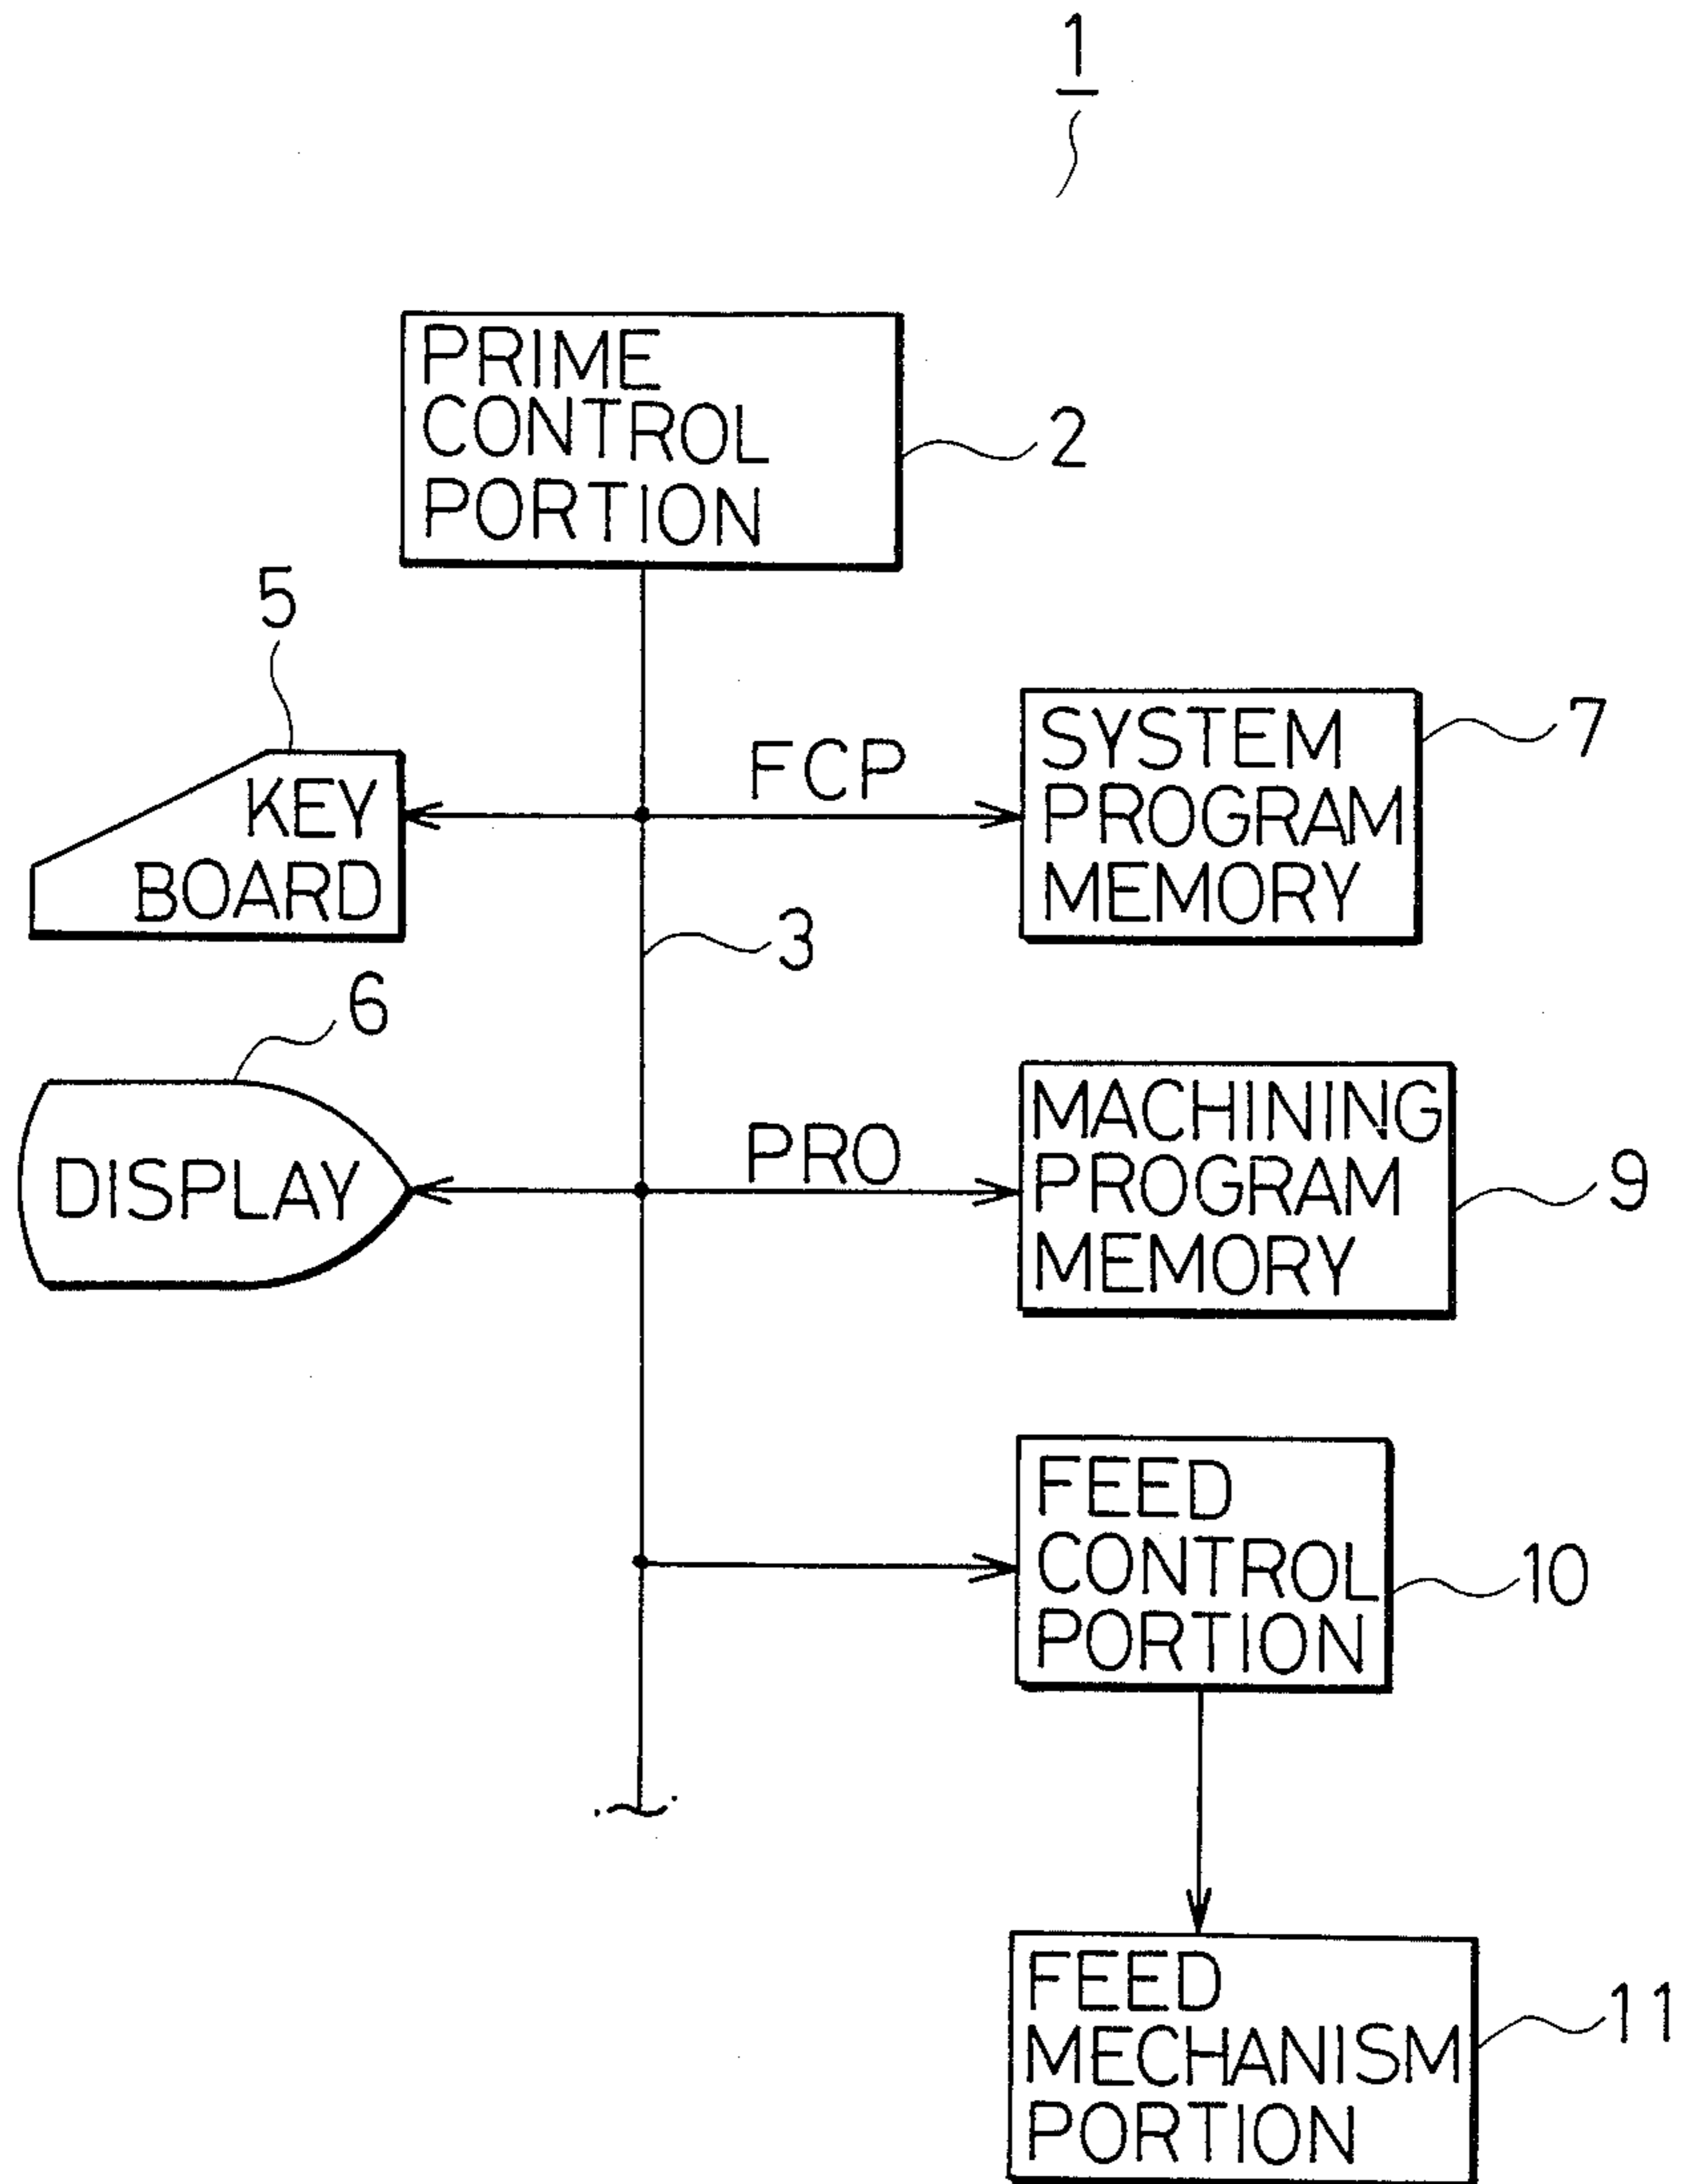 1
PRIME
CONTROL
PORTION
2
5
KEY
BOARD
FCP
SYSTEM
PROGRAM
MEMORY
7
3
6
DISPLAY
PRO
MACHINING
PROGRAM
MEMORY
9
FEED
CONTROL
PORTION
10
FEED
MECHANISM
PORTION
11